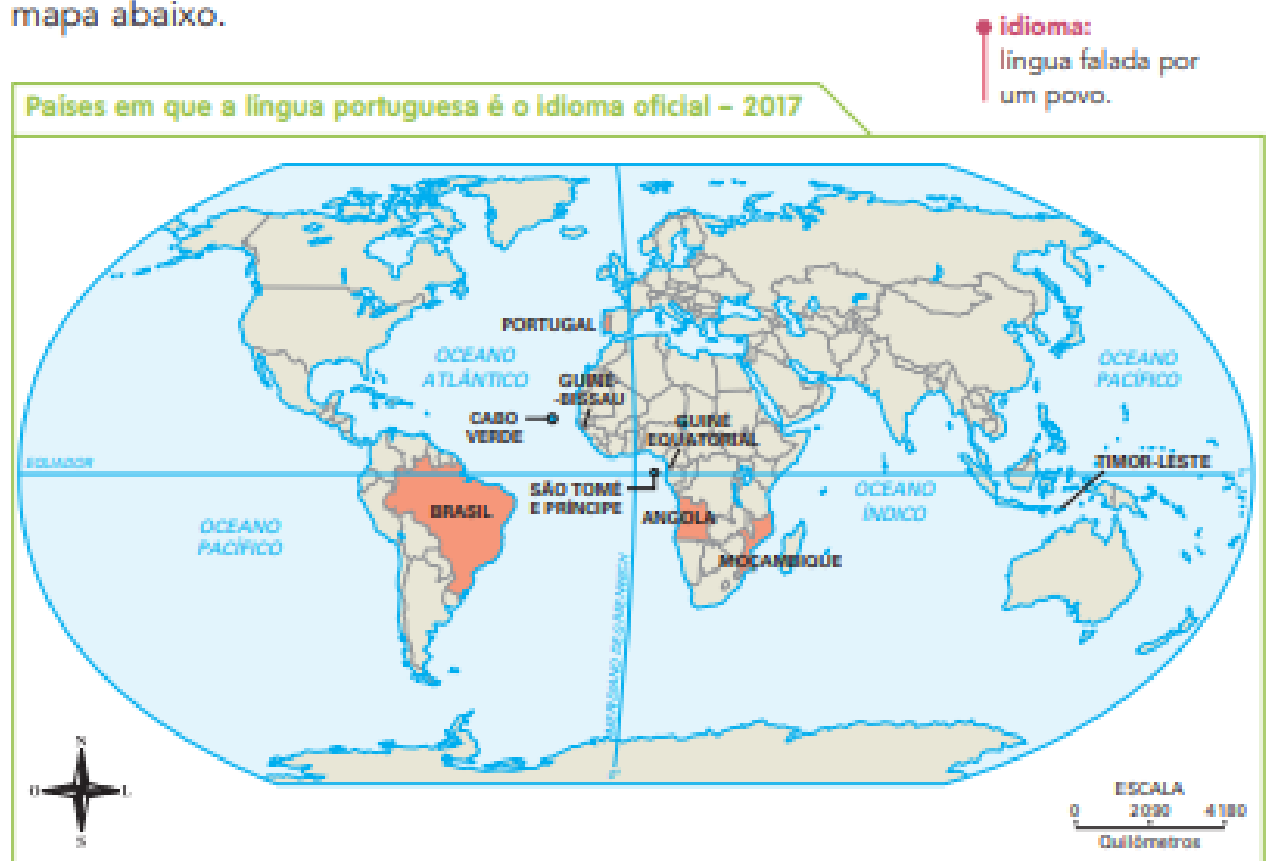 mapa abaixo.
idioma:
língua falada por
um povo.
Países em que a língua portuguesa é o idioma oficial – 2017
PORTUGAL
OCEANO
ATLÂNTICO
OCEANO
PACÍFICO
GUINÉ-
-BISSAU
CABO
VERDE
GUINÉ
EQUATORIAL
EQUADOR
TIMOR-LESTE
SÃO TOMÉ
E PRÍNCIPE
BRASIL
ANGOLA
OCEANO
ÍNDICO
OCEANO
PACÍFICO
MOÇAMBIQUE
MERIDIANO DE GREENWICH
N
O
L
S
ESCALA
0 2090 4180
Quilômetros